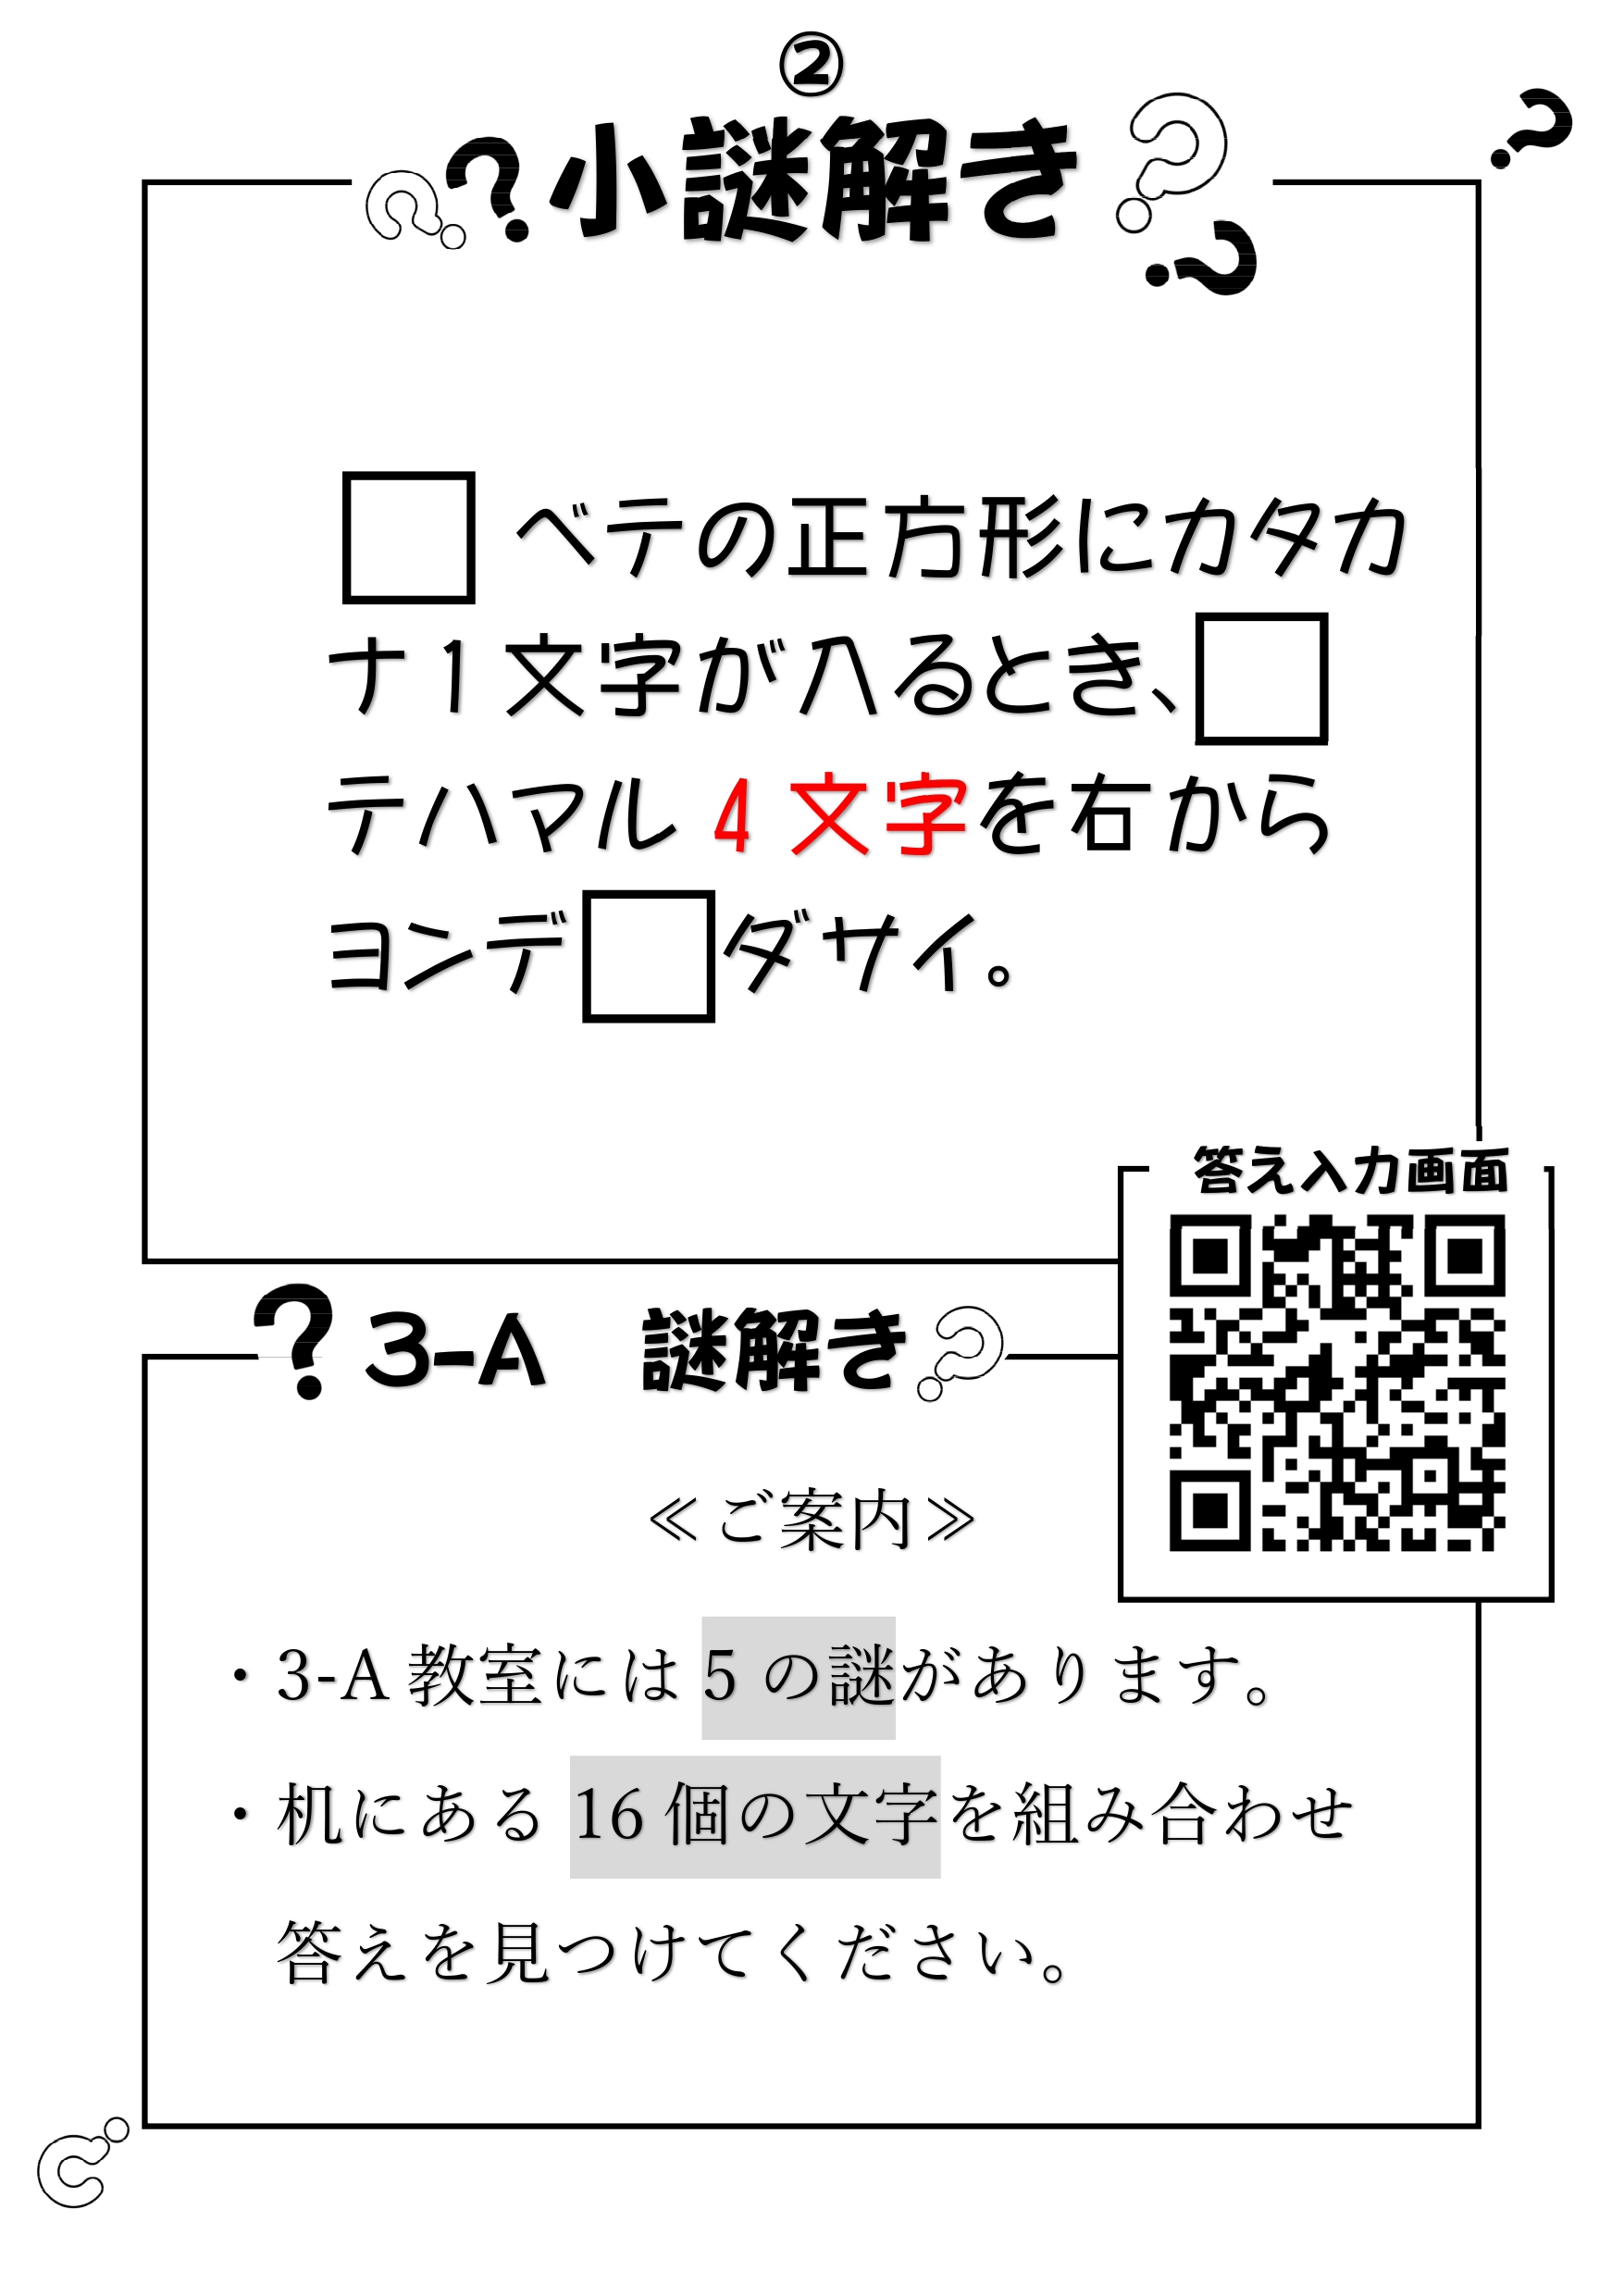 ②
小謎解き
□ベテの正方形にカタカ
ナ1文字が入るとき、□
テハマル4文字を右から
ヨンデ□ダサイ。
答え入力画面
3-A 謎解き
≪ご案内≫
・3-A教室には5の謎があります。
・机にある16個の文字を組み合わせ
答えを見つけてください。